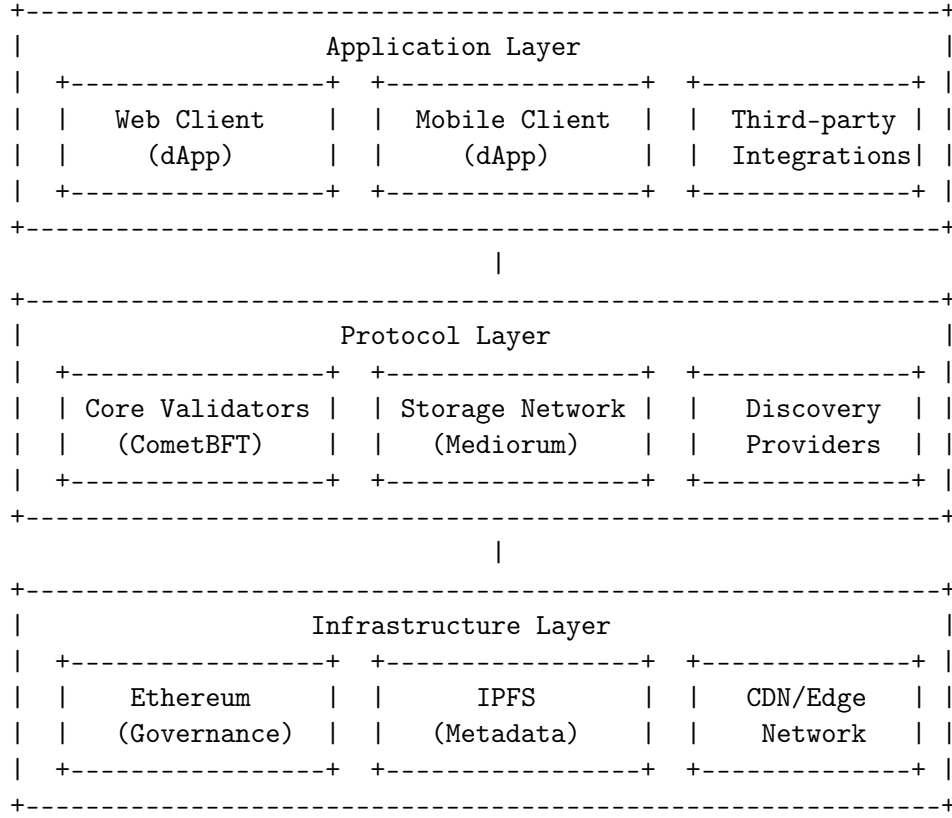 Application Layer
Web Client Mobile Client Third-party
(dApp) (dApp) Integrations
Protocol Layer
Core Validators Storage Network Discovery
(CometBFT) (Mediorum) Providers
Infrastructure Layer
Ethereum IPFS CDN/Edge
(Governance) (Metadata) Network